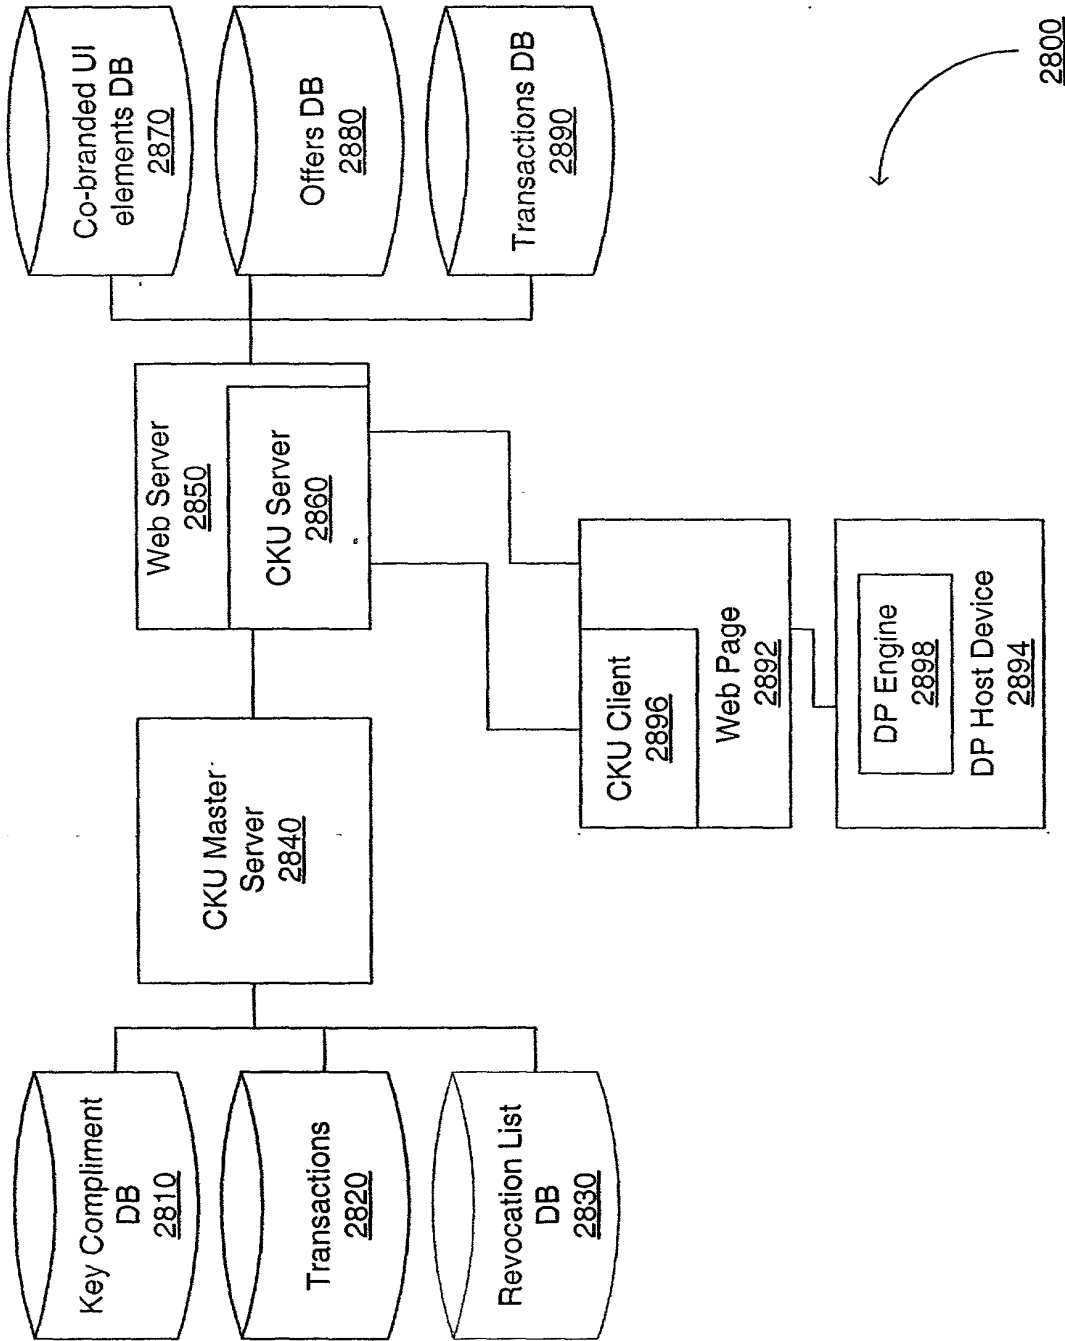 Key Compliment
DB
2810
Transactions
2820
Revocation List
DB
2830
CKU Master
Server
2840
Web Server
2850
CKU Server
2860
Co-branded UI
elements DB
2870
Offers DB
2880
Transactions DB
2890
CKU Client
2896
Web Page
2892
DP Engine
2898
DP Host Device
2894
2800